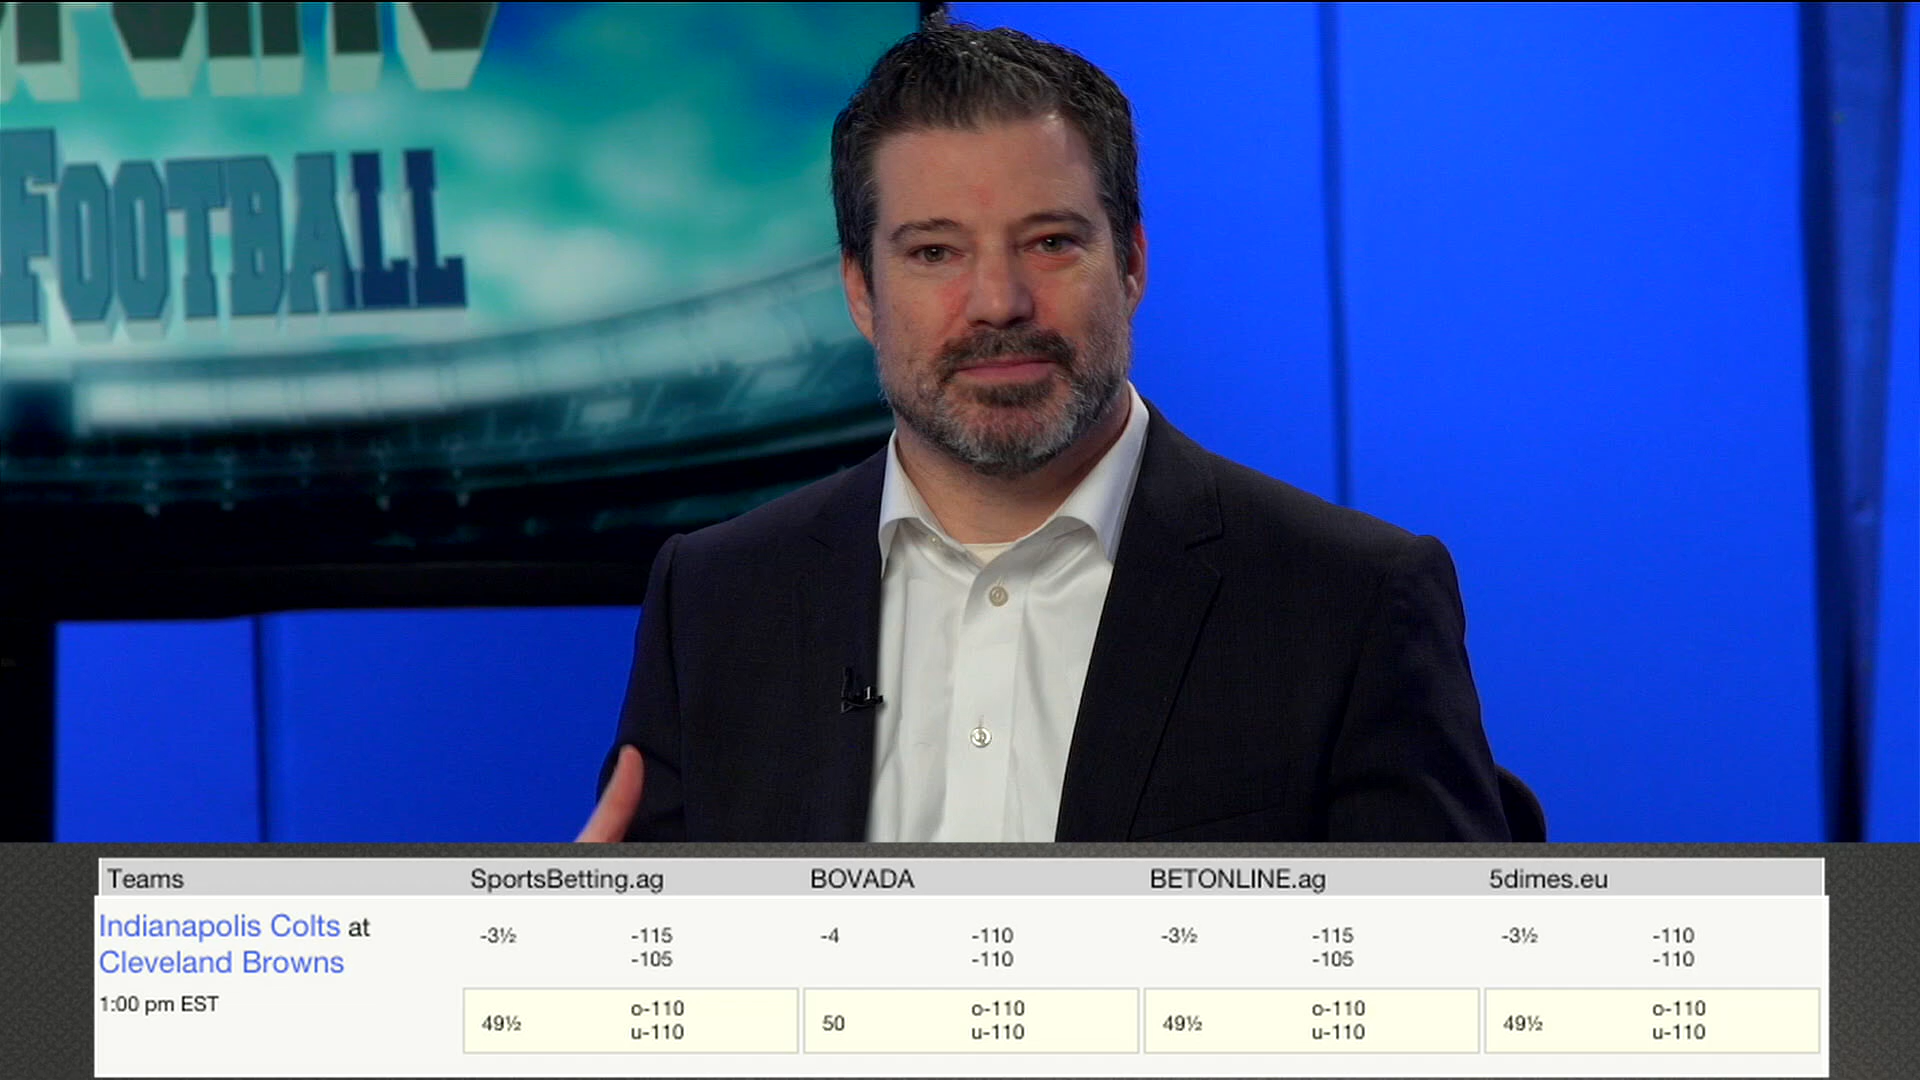 FOOTBALL
Teams SportsBetting.ag BOVADA BETONLINE.ag 5dimes.eu
Indianapolis Colts at
Cleveland Browns
-3½ -115 -4 -110 -3½ -115 -3½ -110
-105 -110 -105 -110
1:00 pm EST
49½ o-110 50 o-110 49½ o-110 49½ o-110
u-110 u-110 u-110 u-110